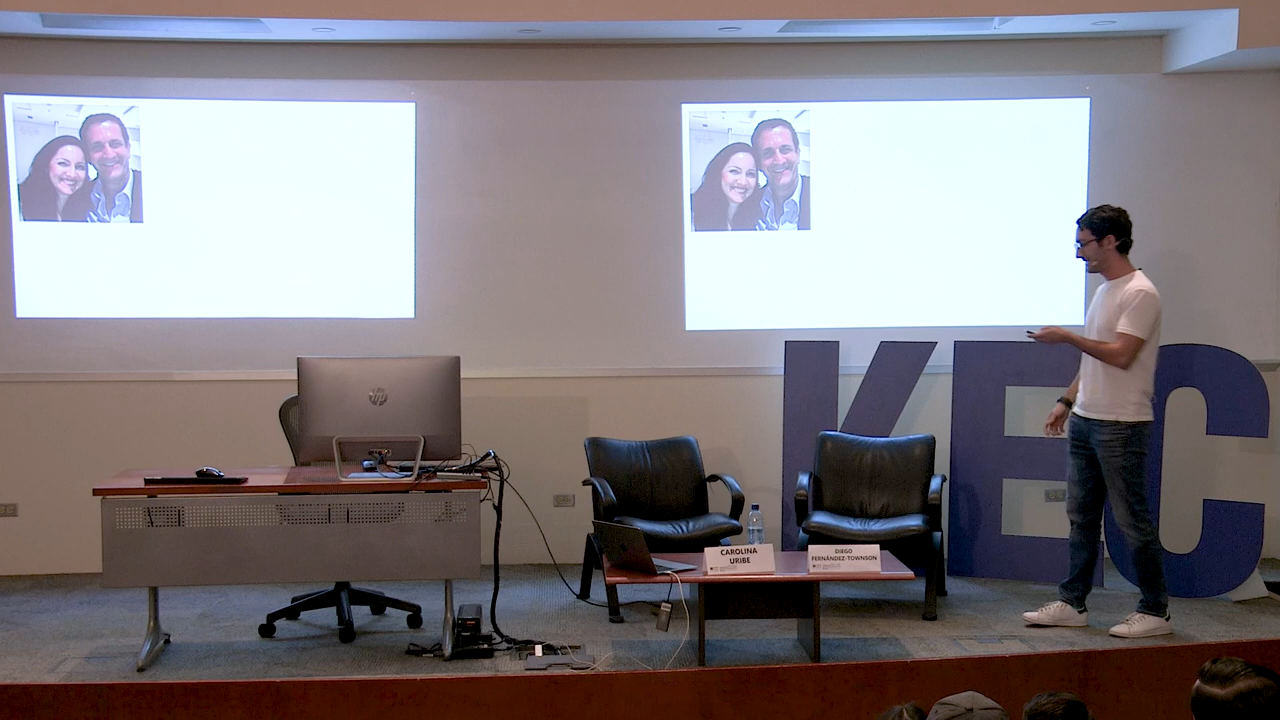 hp
KEC
CAROLINA
URIBE
DIEGO
FERNÁNDEZ-TOWNSON